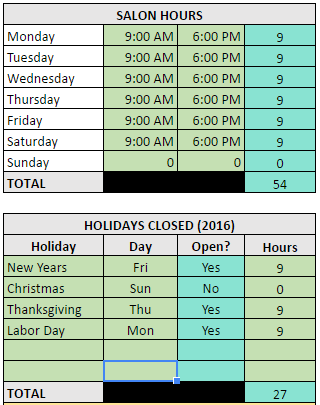 SALON HOURS
Monday 9:00 AM 6:00 PM 9
Tuesday 9:00 AM 6:00 PM 9
Wednesday 9:00 AM 6:00 PM 9
Thursday 9:00 AM 6:00 PM 9
Friday 9:00 AM 6:00 PM 9
Saturday 9:00 AM 6:00 PM 9
Sunday 0 0 0
TOTAL 54
HOLIDAYS CLOSED (2016)
Holiday Day Open? Hours
New Years Fri Yes 9
Christmas Sun No 0
Thanksgiving Thu Yes 9
Labor Day Mon Yes 9
TOTAL 27